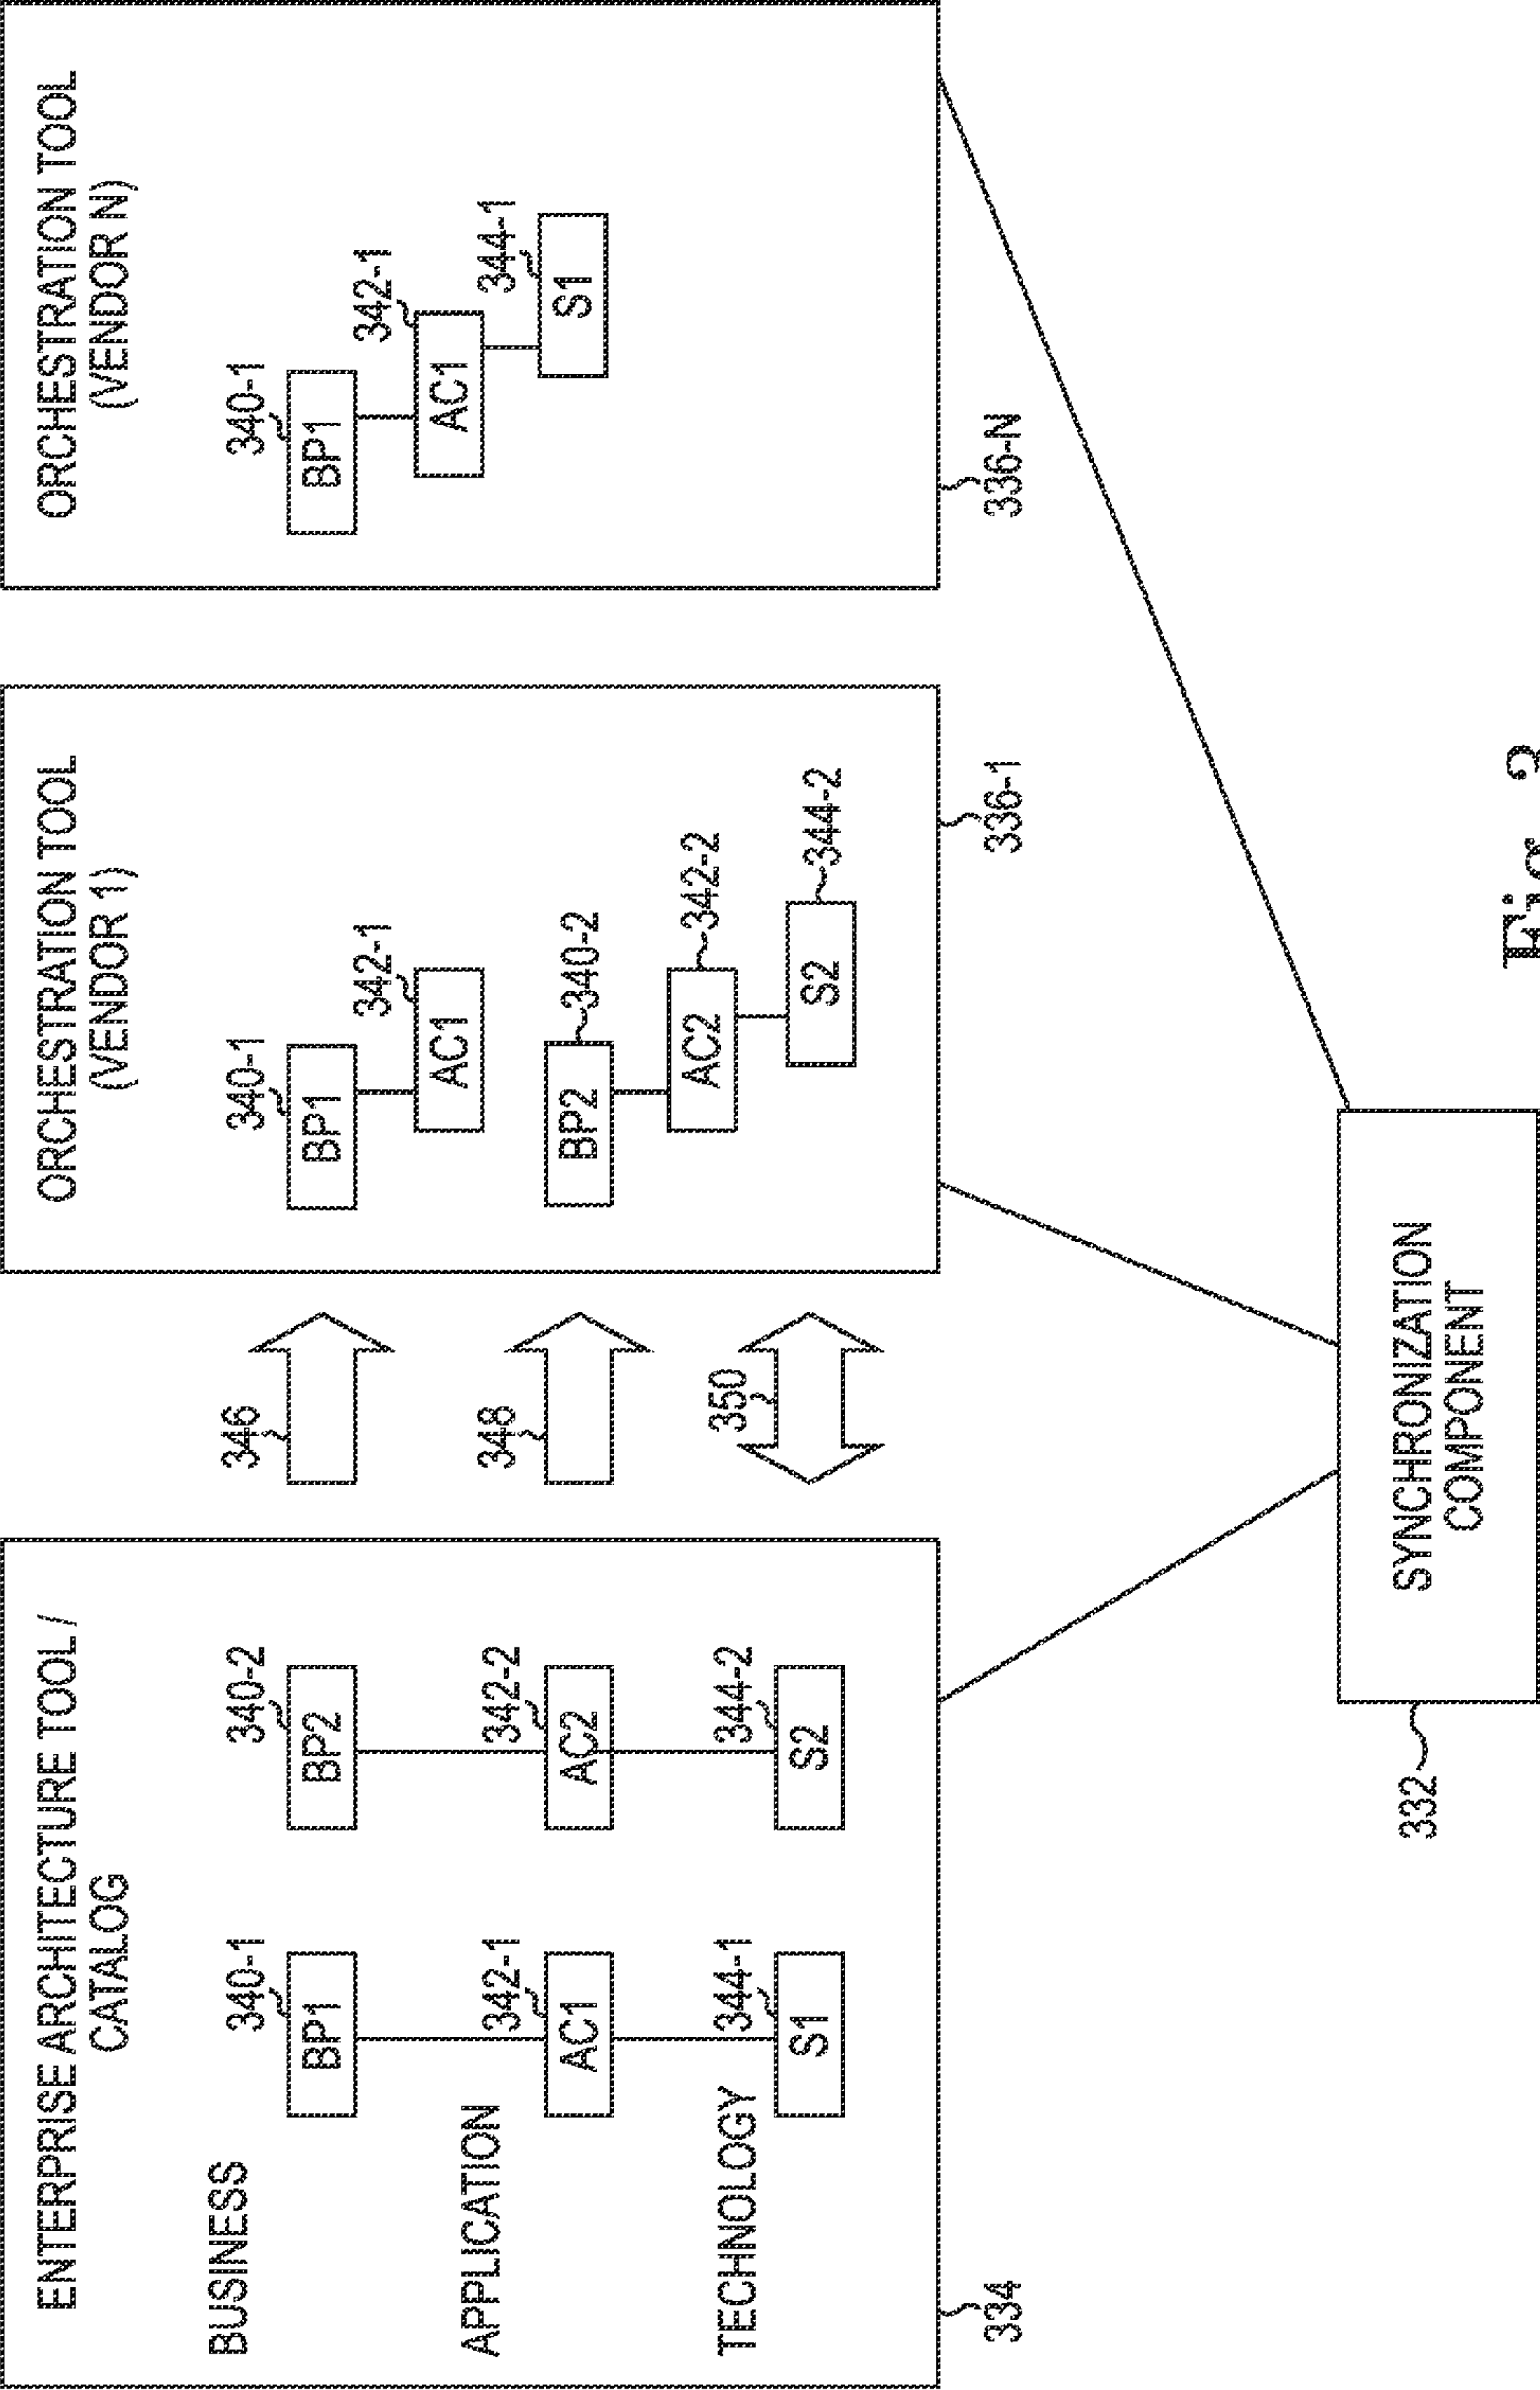 ENTERPRISE ARCHITECTURE TOOL /
CATALOG
BUSINESS
340-1
BP1
340-2
BP2
APPLICATION
342-1
AC1
342-2
AC2
TECHNOLOGY
344-1
S1
344-2
S2
334
346
348
350
ORCHESTRATION TOOL
(VENDOR 1)
340-1
BP1
342-1
AC1
340-2
BP2
342-2
AC2
344-2
S2
336-1
ORCHESTRATION TOOL
(VENDOR N)
340-1
BP1
342-1
AC1
344-1
S1
336-N
332
SYNCHRONIZATION
COMPONENT